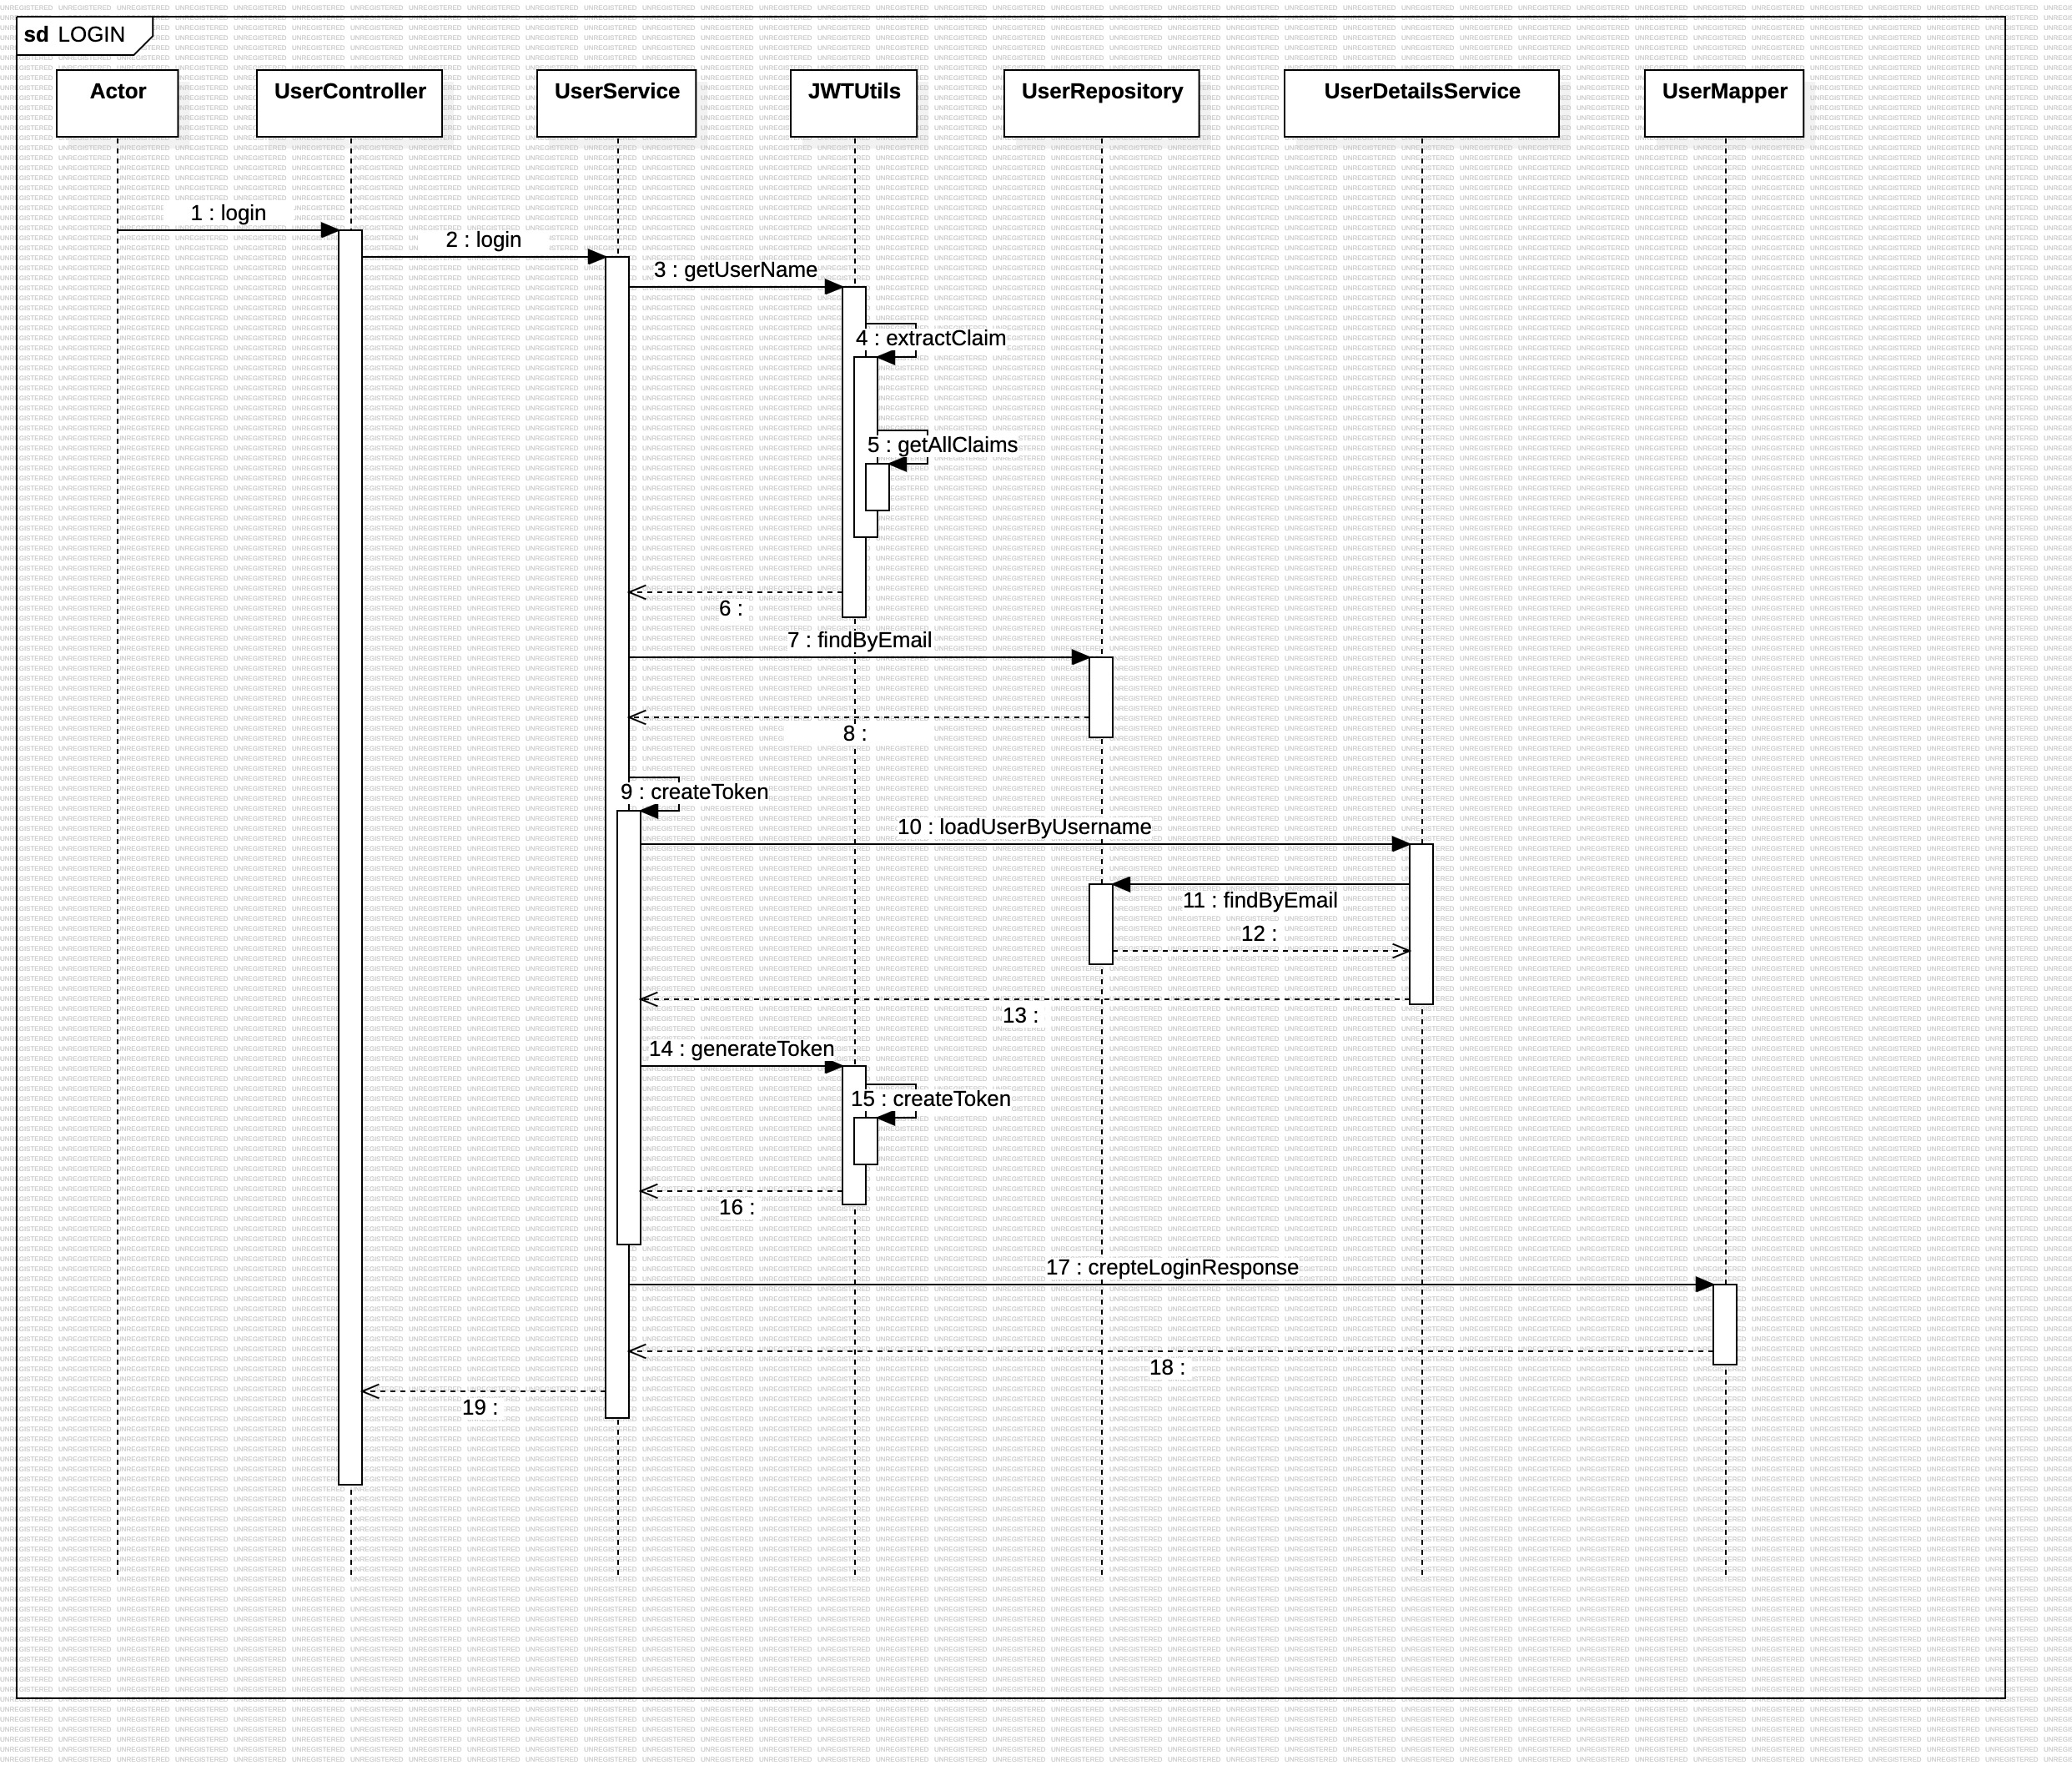 sd LOGIN
Actor
UserController
UserService
JWTUtils
UserRepository
UserDetailsService
UserMapper
1 : login
2 : login
3 : getUserName
4 : extractClaim
5 : getAllClaims
6 :
7 : findByEmail
8 :
9 : createToken
10 : loadUserByUsername
11 : findByEmail
12 :
13 :
14 : generateToken
15 : createToken
16 :
17 : crepteLoginResponse
18 :
19 :
UNREGISTERED